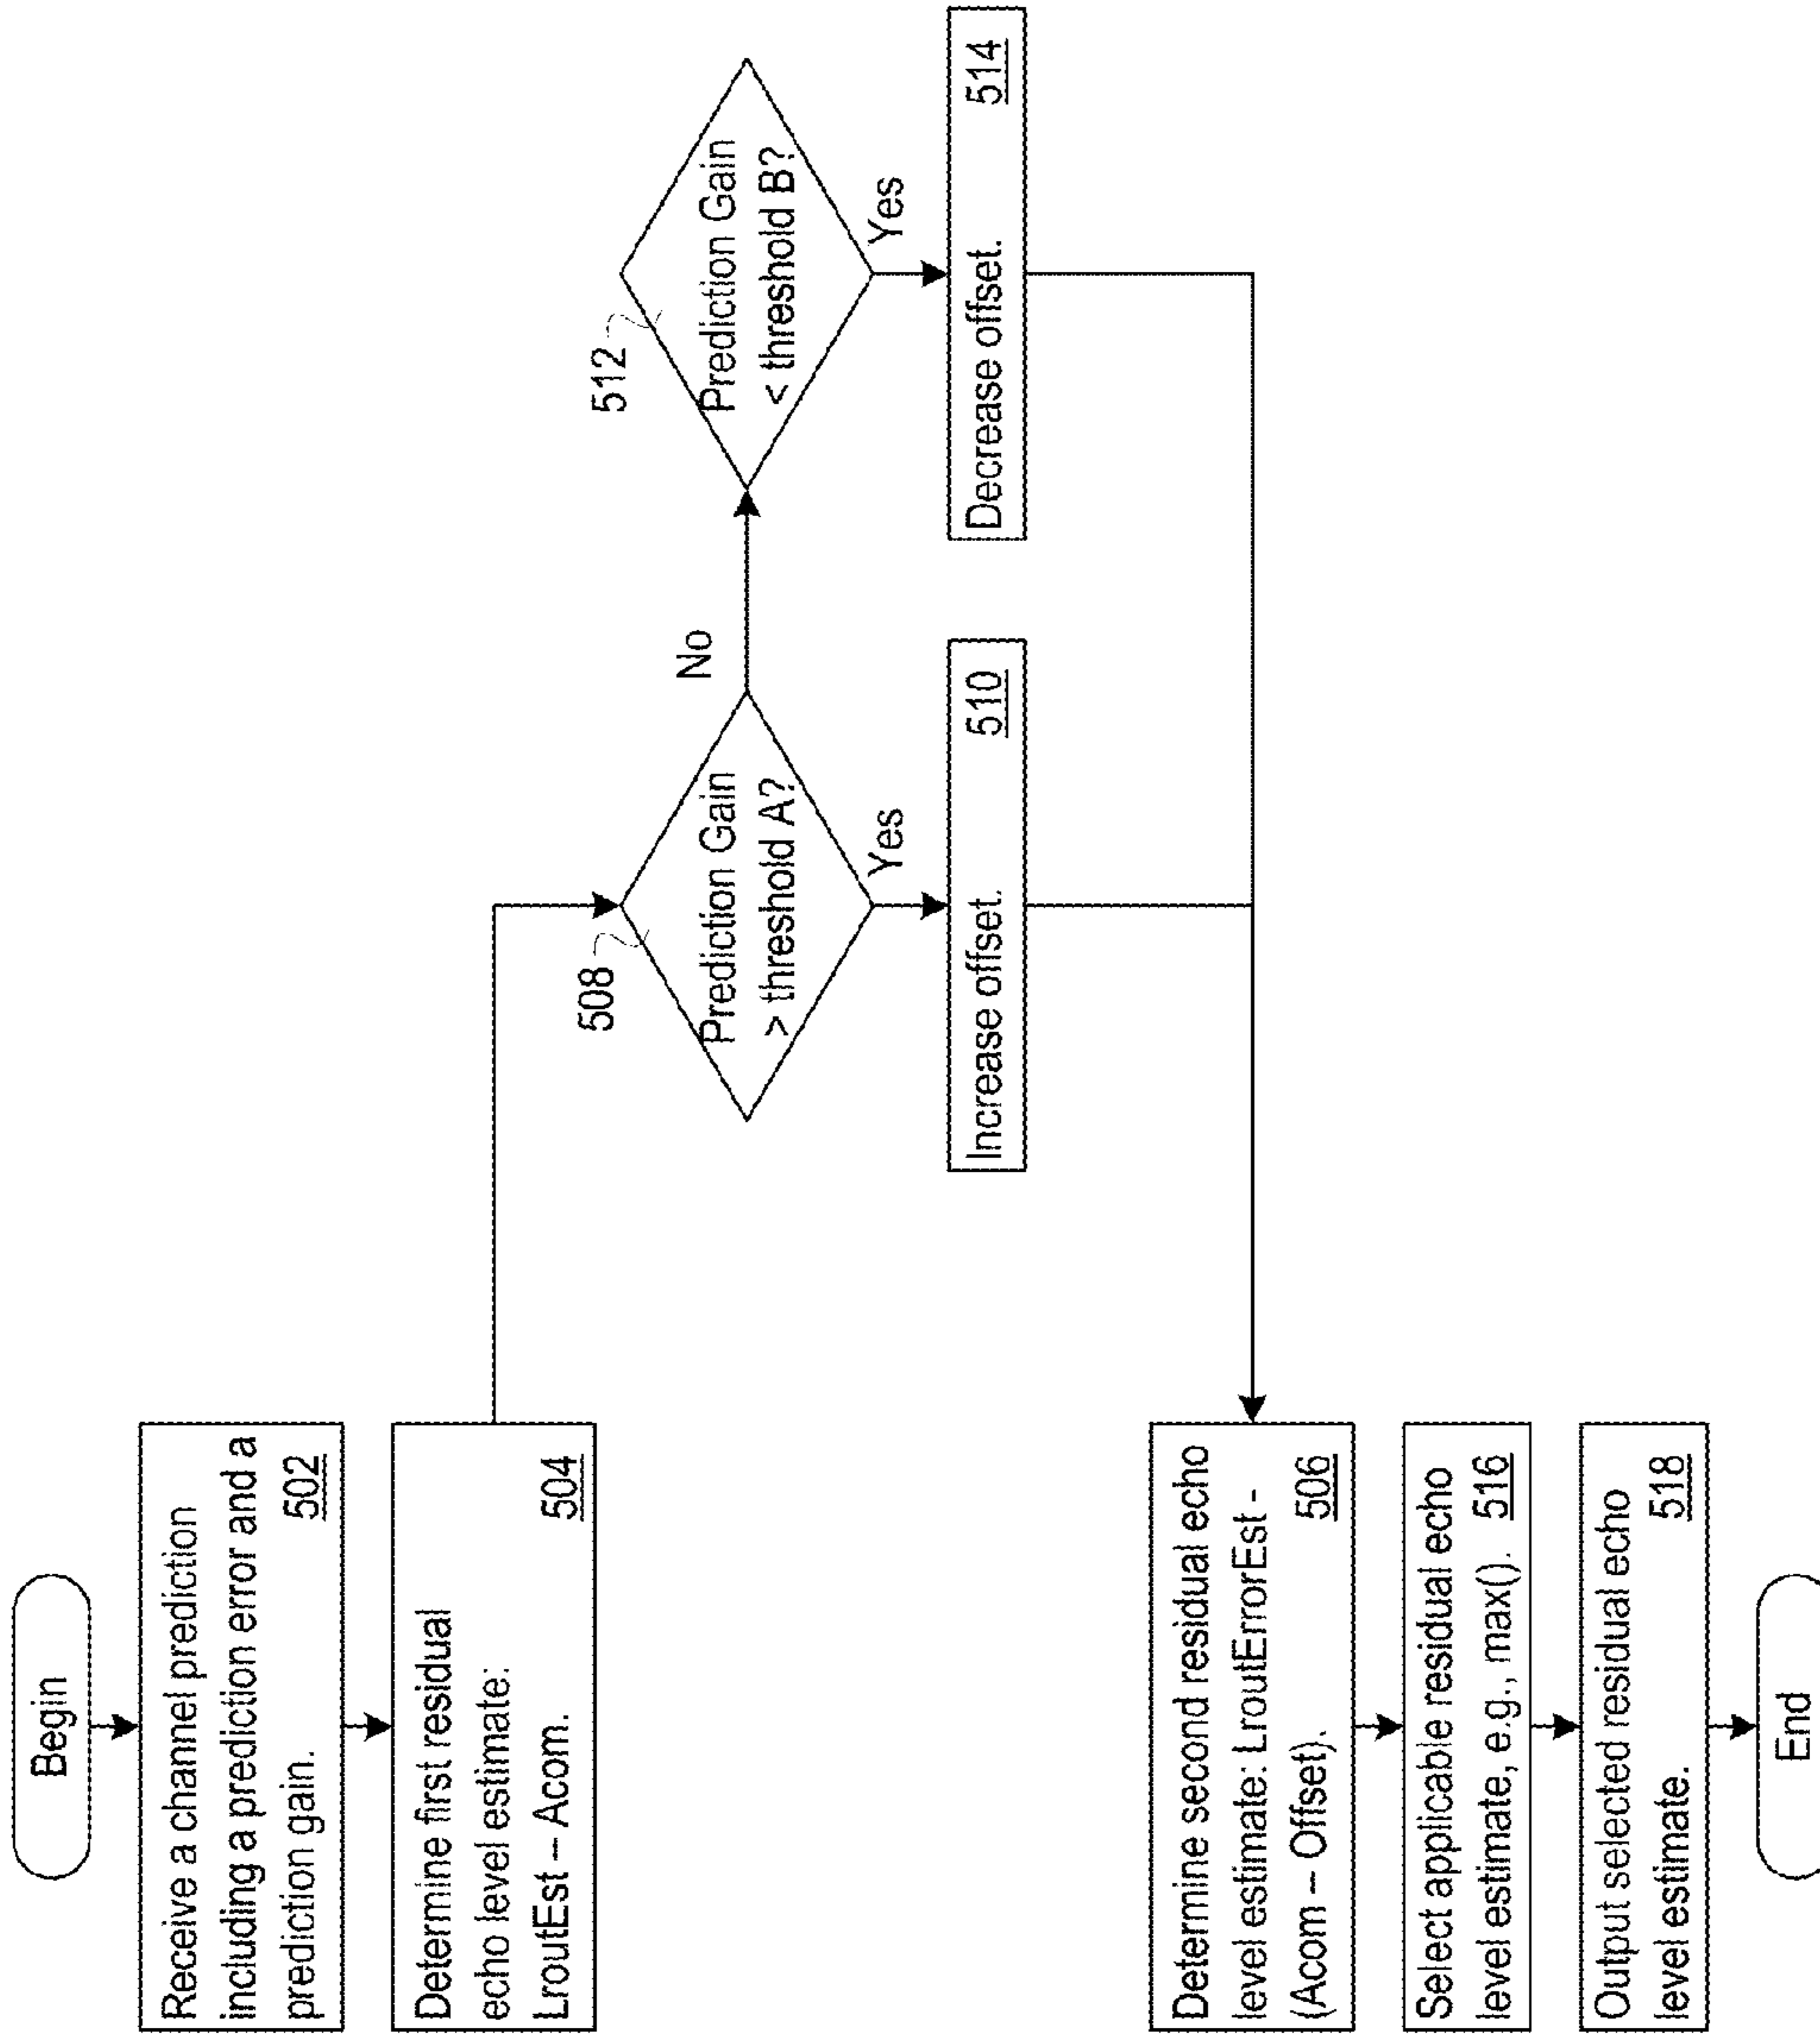 Begin
Receive a channel prediction
including a prediction error and a
prediction gain. 502
Determine first residual
echo level estimate:
LroutEst – Acom. 504
508
Prediction Gain
> threshold A?
No
Yes
Increase offset. 510
512
Prediction Gain
< threshold B?
Yes
Decrease offset. 514
Determine second residual echo
level estimate: LroutErrorEst -
(Acom – Offset). 506
Select applicable residual echo
level estimate, e.g., max(). 516
Output selected residual echo
level estimate. 518
End